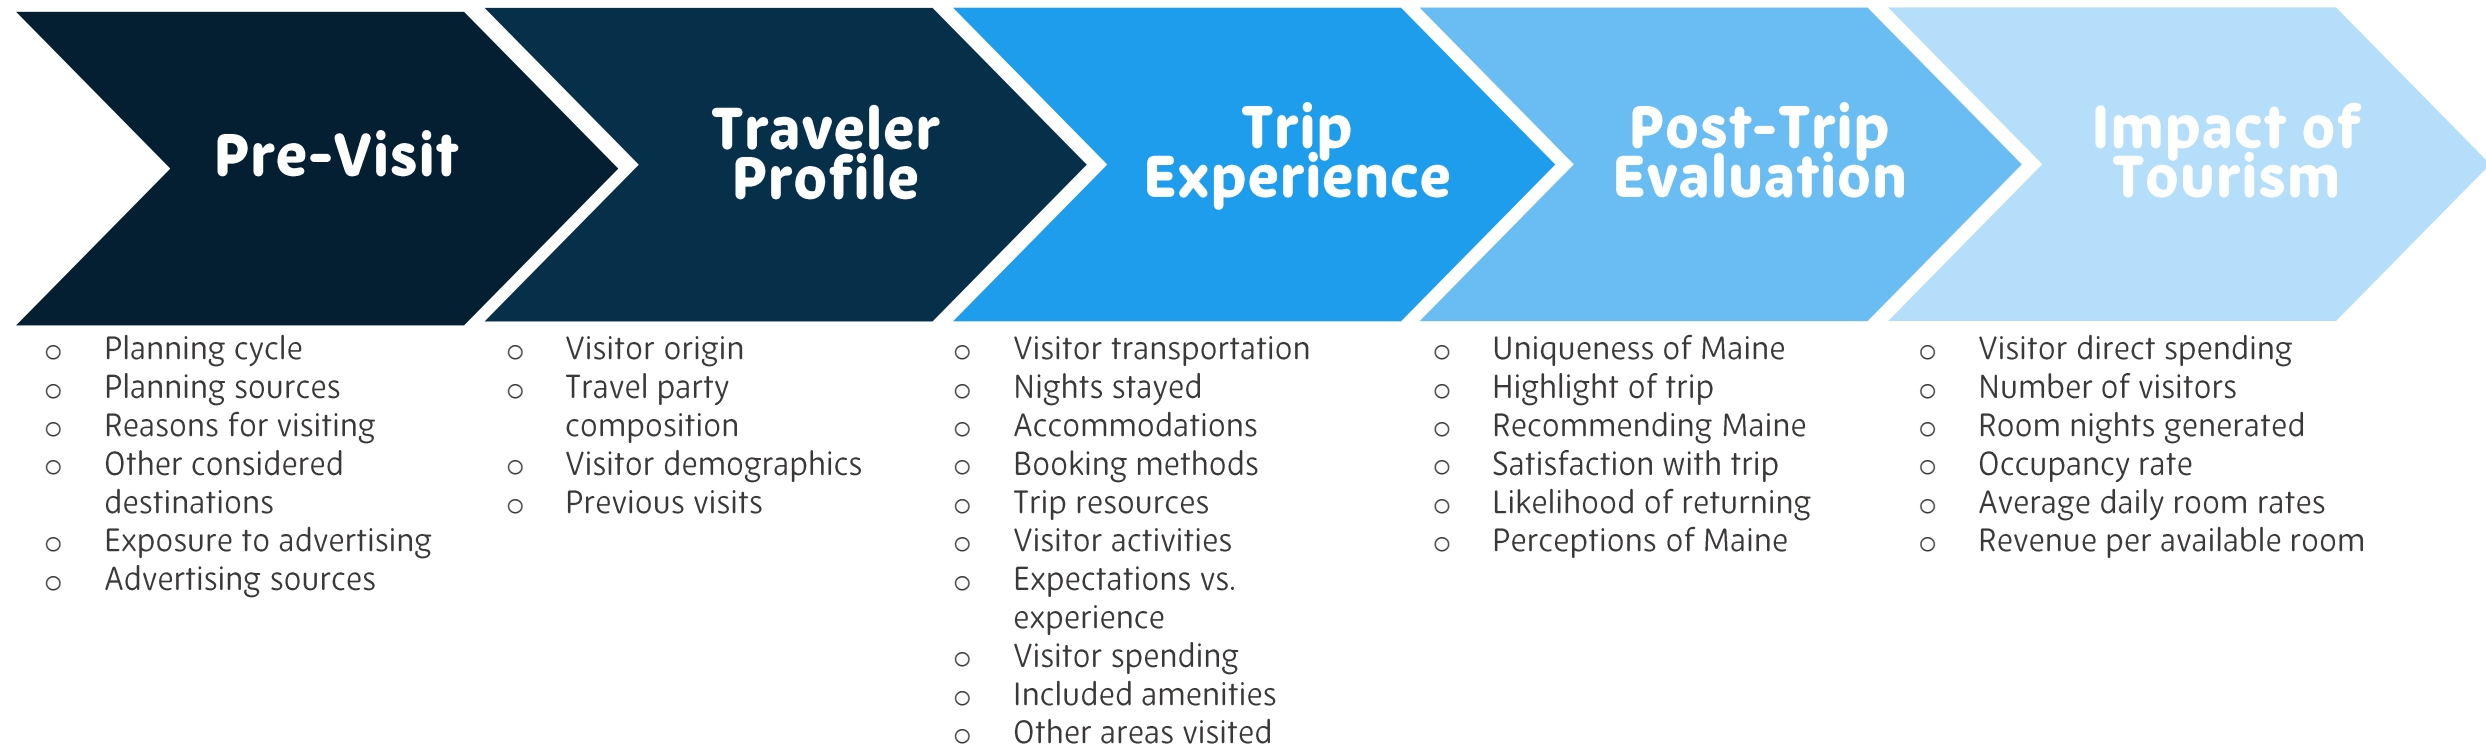 Pre-Visit
Traveler
Profile
Trip
Experience
Post-Trip
Evaluation
Impact of
Tourism
o Planning cycle
o Planning sources
o Reasons for visiting
o Other considered
destinations
o Exposure to advertising
o Advertising sources
o Visitor origin
o Travel party
composition
o Visitor demographics
o Previous visits
o Visitor transportation
o Nights stayed
o Accommodations
o Booking methods
o Trip resources
o Visitor activities
o Expectations vs.
experience
o Visitor spending
o Included amenities
o Other areas visited
o Uniqueness of Maine
o Highlight of trip
o Recommending Maine
o Satisfaction with trip
o Likelihood of returning
o Perceptions of Maine
o Visitor direct spending
o Number of visitors
o Room nights generated
o Occupancy rate
o Average daily room rates
o Revenue per available room